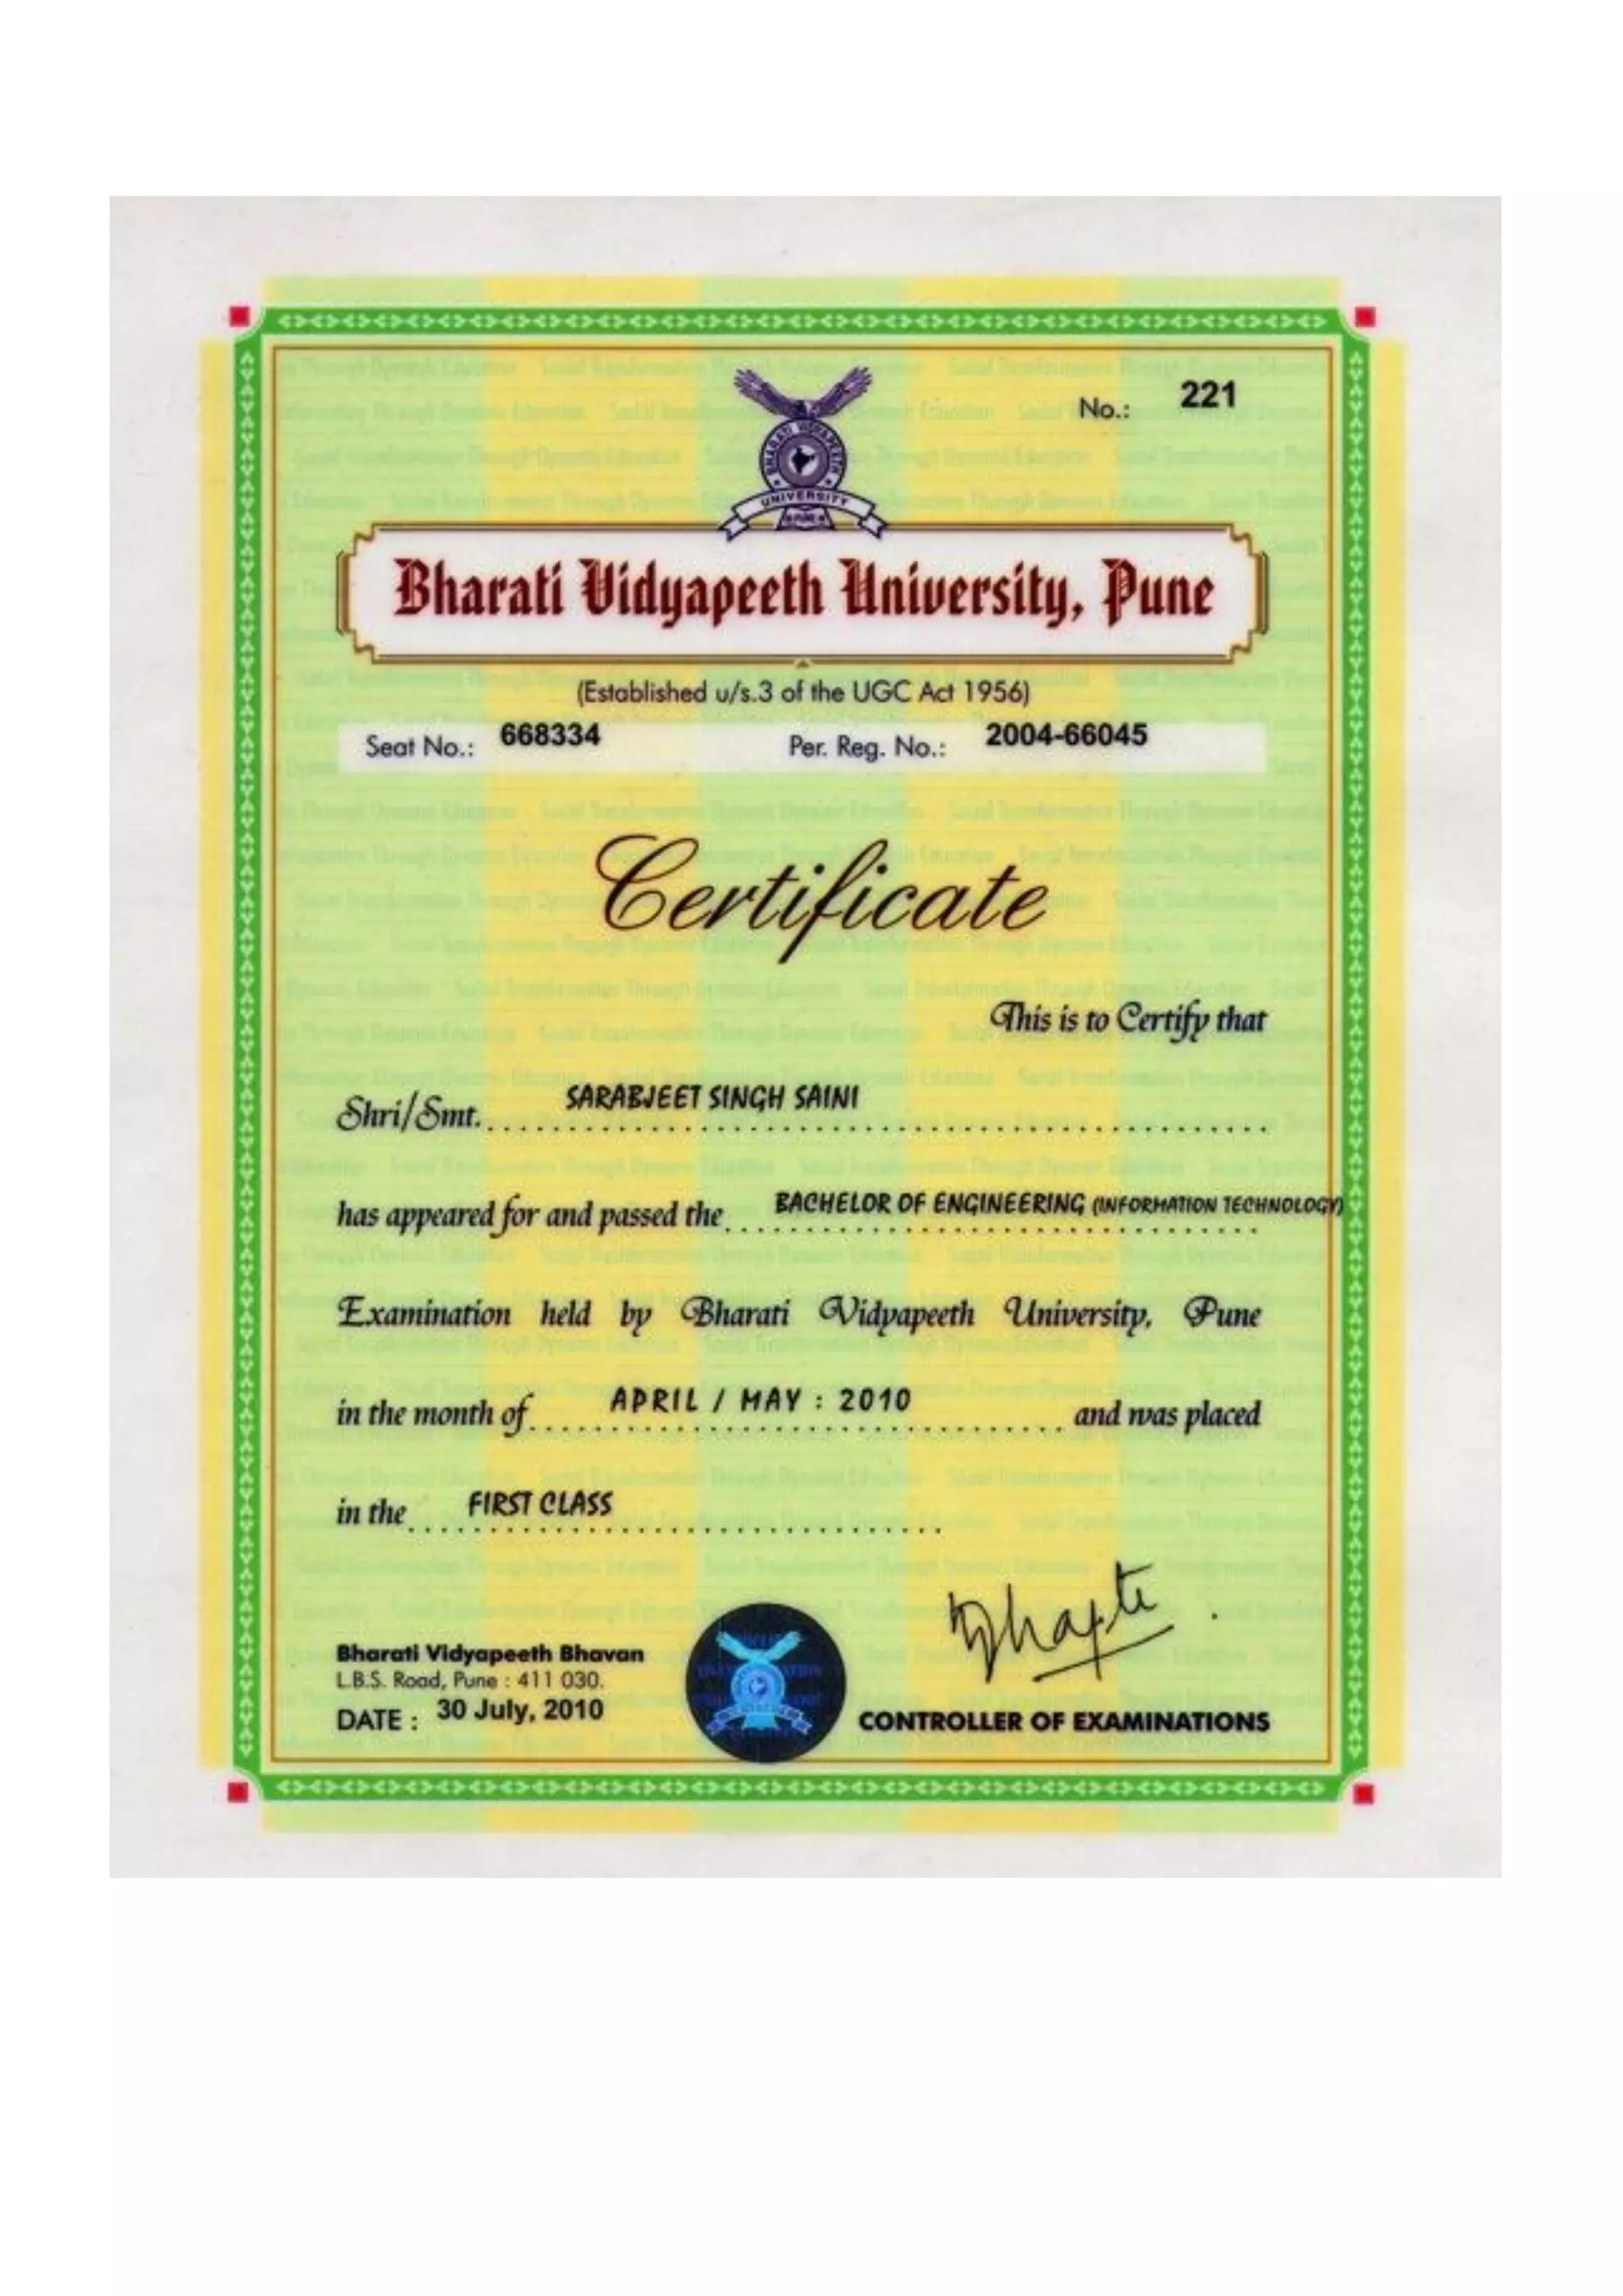 No.: 221
BHARATI VIDYAPEETH
UNIVERSITY
PUNE
Bharati Vidyapeeth University, Pune
(Established u/s.3 of the UGC Act 1956)
Seat No.: 668334 Per. Reg. No.: 2004-66045
Certificate
This is to Certify that
Shri/Smt. SARABJEET SINGH SAINI
has appeared for and passed the BACHELOR OF ENGINEERING (INFORMATION TECHNOLOGY)
Examination held by Bharati Vidyapeeth University, Pune
in the month of APRIL / MAY : 2010 and was placed
in the FIRST CLASS
Bharati Vidyapeeth Bhavan
L.B.S. Road, Pune : 411 030.
DATE : 30 July, 2010
CONTROLLER OF EXAMINATIONS